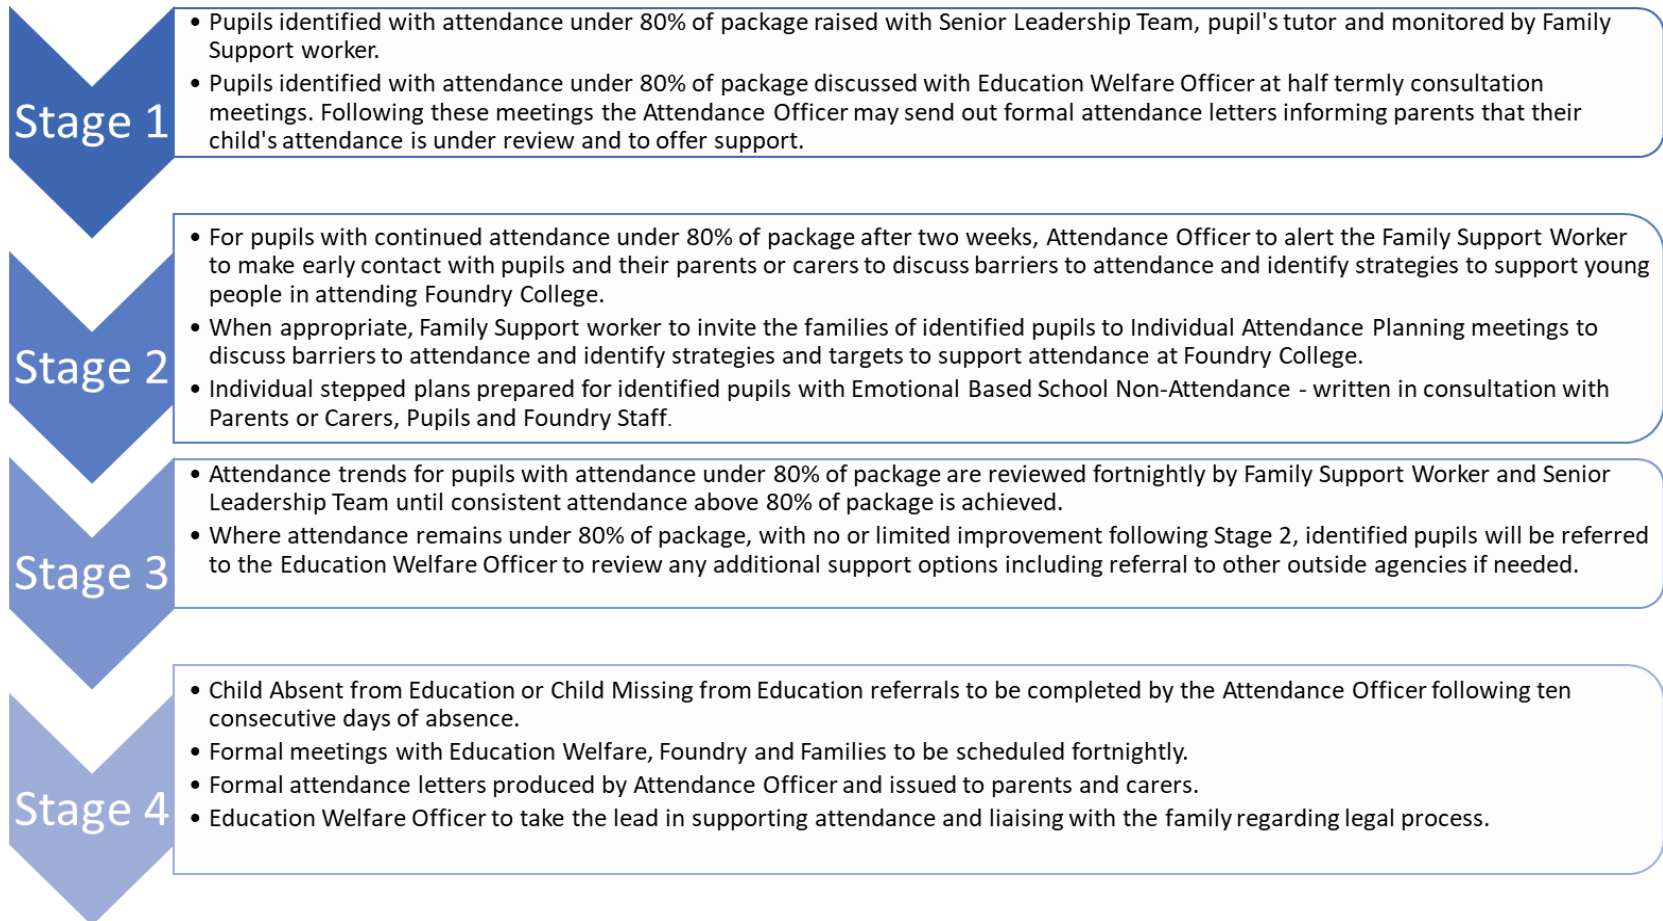 Stage 1
• Pupils identified with attendance under 80% of package raised with Senior Leadership Team, pupil's tutor and monitored by Family
Support worker.
• Pupils identified with attendance under 80% of package discussed with Education Welfare Officer at half termly consultation
meetings. Following these meetings the Attendance Officer may send out formal attendance letters informing parents that their
child's attendance is under review and to offer support.
Stage 2
• For pupils with continued attendance under 80% of package after two weeks, Attendance Officer to alert the Family Support Worker
to make early contact with pupils and their parents or carers to discuss barriers to attendance and identify strategies to support young
people in attending Foundry College.
• When appropriate, Family Support worker to invite the families of identified pupils to Individual Attendance Planning meetings to
discuss barriers to attendance and identify strategies and targets to support attendance at Foundry College.
• Individual stepped plans prepared for identified pupils with Emotional Based School Non-Attendance - written in consultation with
Parents or Carers, Pupils and Foundry Staff.
Stage 3
• Attendance trends for pupils with attendance under 80% of package are reviewed fortnightly by Family Support Worker and Senior
Leadership Team until consistent attendance above 80% of package is achieved.
• Where attendance remains under 80% of package, with no or limited improvement following Stage 2, identified pupils will be referred
to the Education Welfare Officer to review any additional support options including referral to other outside agencies if needed.
Stage 4
• Child Absent from Education or Child Missing from Education referrals to be completed by the Attendance Officer following ten
consecutive days of absence.
• Formal meetings with Education Welfare, Foundry and Families to be scheduled fortnightly.
• Formal attendance letters produced by Attendance Officer and issued to parents and carers.
• Education Welfare Officer to take the lead in supporting attendance and liaising with the family regarding legal process.